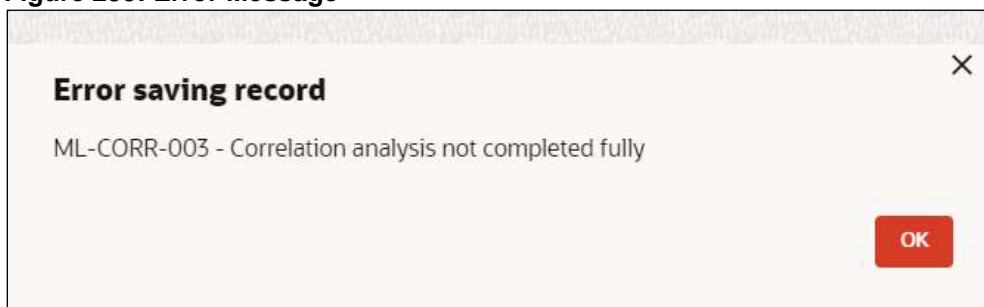 Error saving record
ML-CORR-003 - Correlation analysis not completed fully
OK